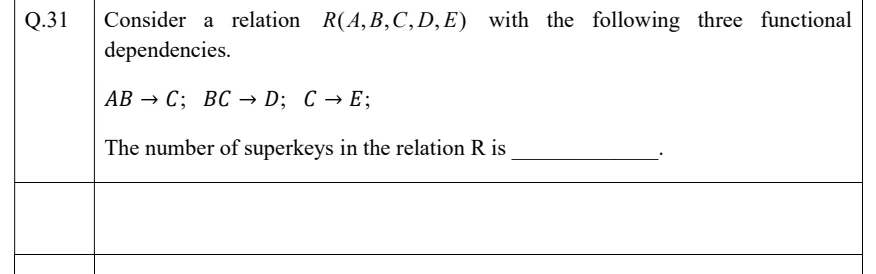 Q.31 Consider a relation R(A, B, C, D, E) with the following three functional
dependencies.
AB → C; BC → D; C → E;
The number of superkeys in the relation R is ______________.